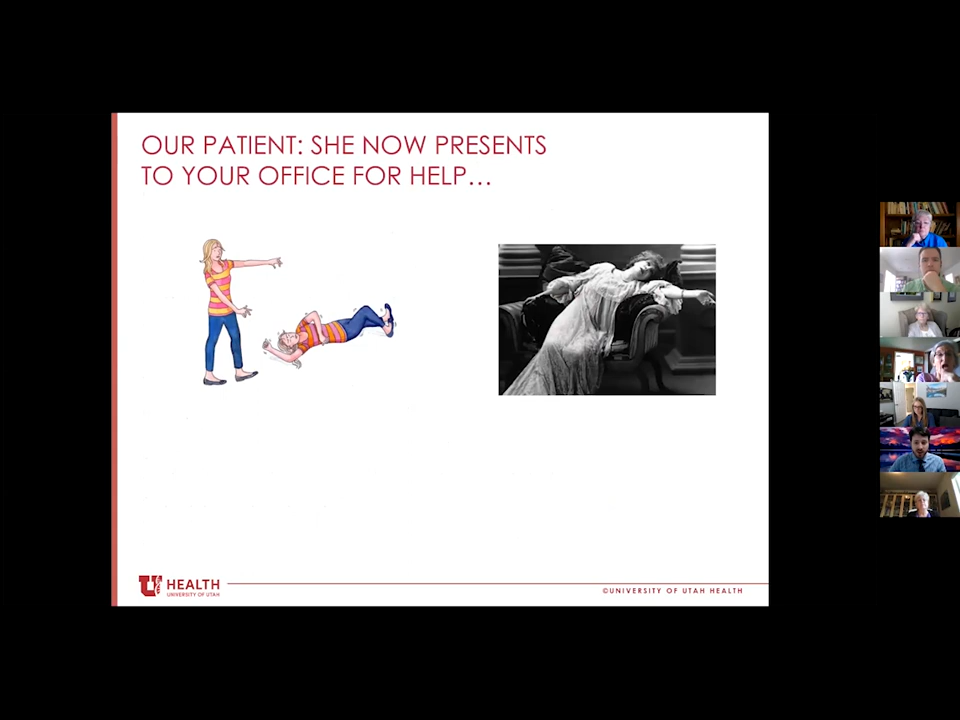 OUR PATIENT: SHE NOW PRESENTS
TO YOUR OFFICE FOR HELP...
U HEALTH
UNIVERSITY OF UTAH
©UNIVERSITY OF UTAH HEALTH